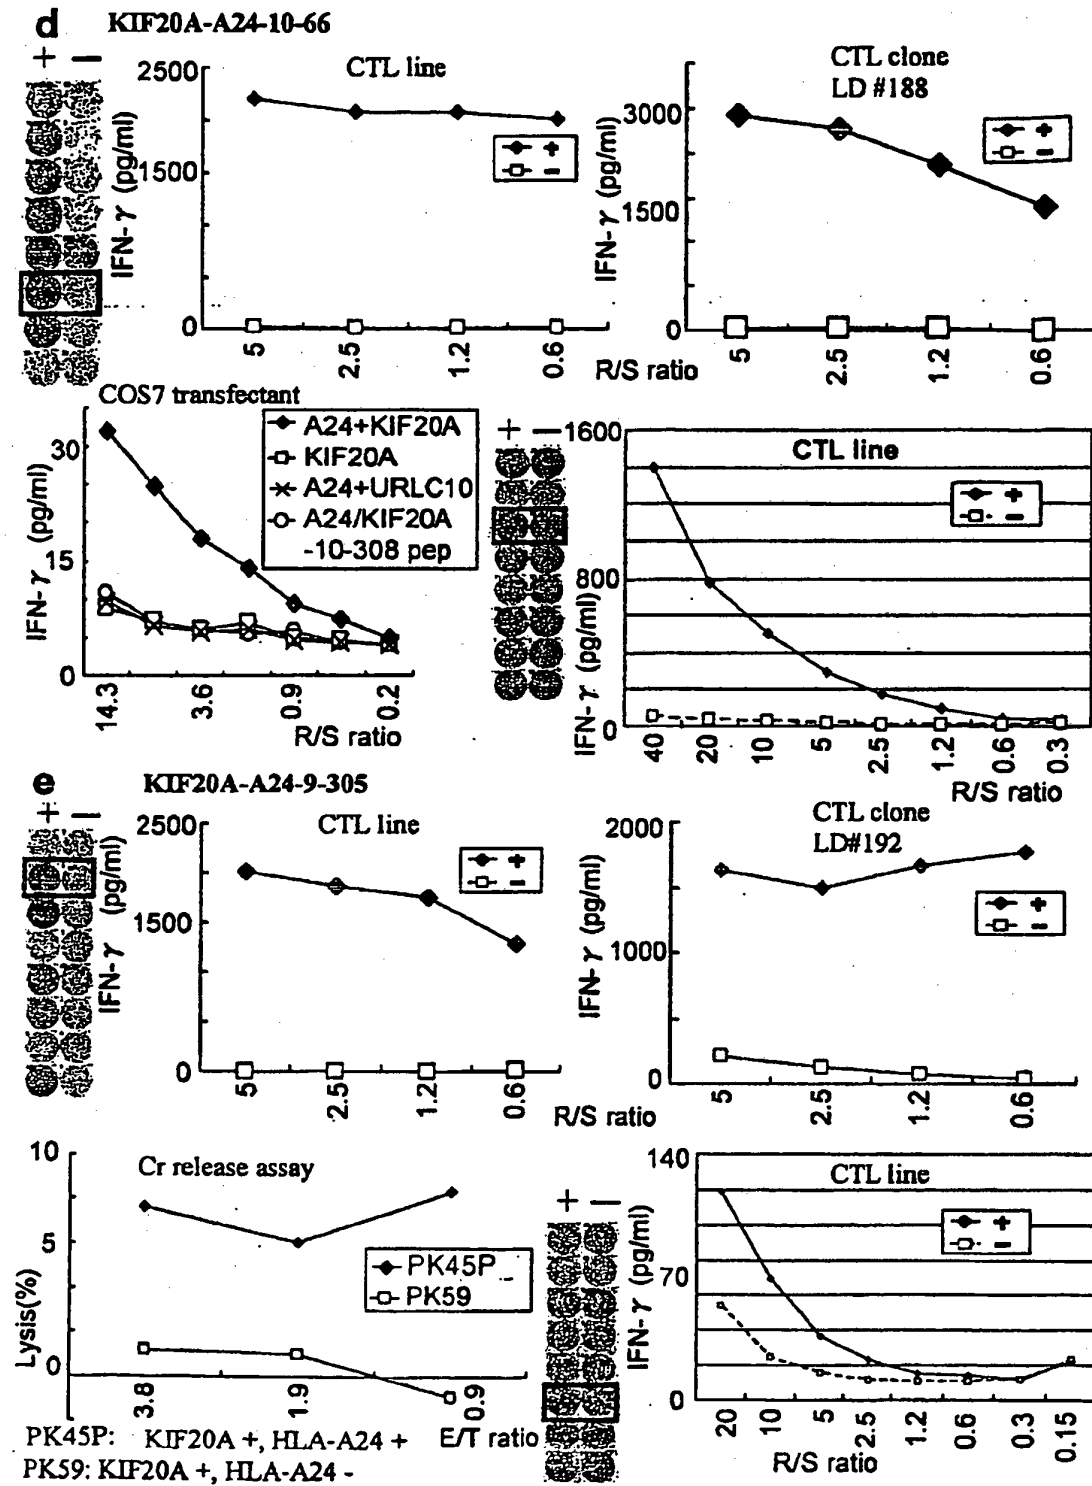 d KIF20A-A24-10-66
+ −
CTL line
IFN-γ (pg/ml)
2500
1500
0
+
−
5 2.5 1.2 0.6
CTL clone
LD #188
IFN-γ (pg/ml)
3000
1500
0
+
−
5 2.5 1.2 0.6
R/S ratio
COS7 transfectant
IFN-γ (pg/ml)
30
15
0
A24+KIF20A
KIF20A
A24+URLC10
A24/KIF20A
-10-308 pep
14.3 3.6 0.9 0.2
R/S ratio
+ −
CTL line
IFN-γ (pg/ml)
1600
800
0
+
−
40 20 10 5 2.5 1.2 0.6 0.3
R/S ratio
e KIF20A-A24-9-305
+ −
CTL line
IFN-γ (pg/ml)
2500
1500
0
+
−
5 2.5 1.2 0.6
R/S ratio
CTL clone
LD#192
IFN-γ (pg/ml)
2000
1000
0
+
−
5 2.5 1.2 0.6
Cr release assay
Lysis(%)
10
5
0
PK45P
PK59
3.8 1.9 0.9
E/T ratio
PK45P: KIF20A +, HLA-A24 +
PK59: KIF20A +, HLA-A24 -
+ −
CTL line
IFN-γ (pg/ml)
140
70
0
+
−
20 10 5 2.5 1.2 0.6 0.3 0.15
R/S ratio